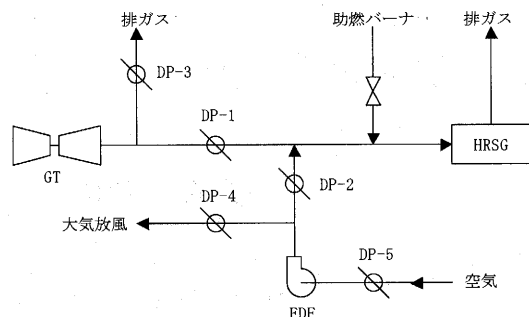 排ガス
助燃バーナ
排ガス
DP-3
DP-1
HRSG
GT
DP-2
DP-4
大気放風
DP-5
空気
FDF